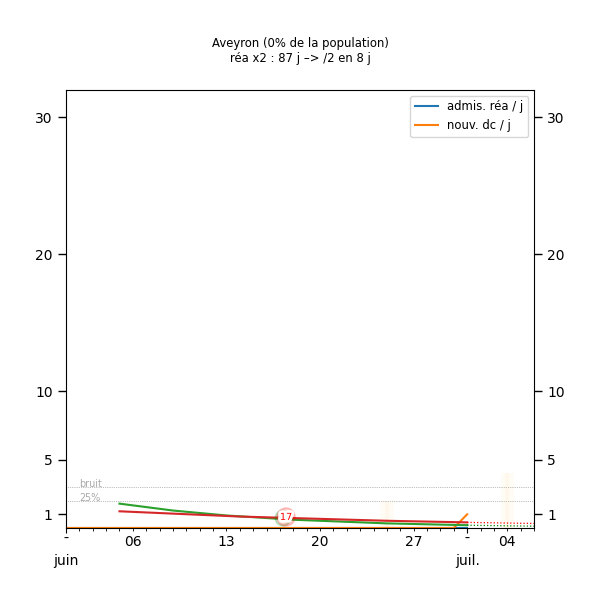 Aveyron (0% de la population)
réa x2 : 87 j –> /2 en 8 j
admis. réa / j
nouv. dc / j
30 30
20 20
10 10
5 5
bruit
25%
1 17 1
- 06 13 20 27 - 04
juin juil.